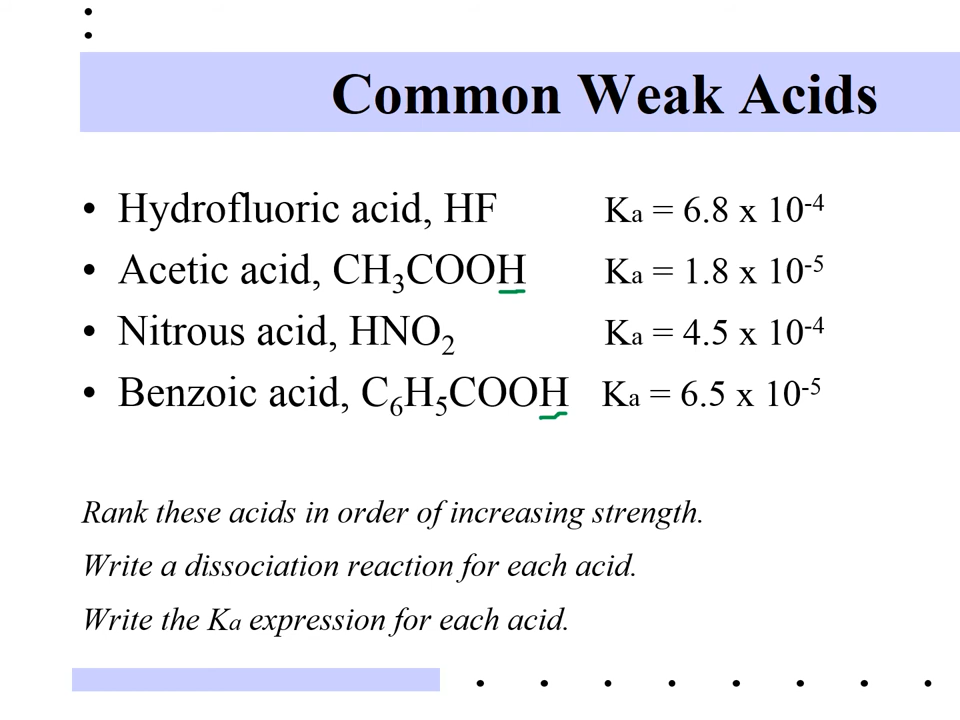 Common Weak Acids
• Hydrofluoric acid, HF Ka = 6.8 x 10⁻⁴
• Acetic acid, CH₃COOH Ka = 1.8 x 10⁻⁵
• Nitrous acid, HNO₂ Ka = 4.5 x 10⁻⁴
• Benzoic acid, C₆H₅COOH Ka = 6.5 x 10⁻⁵
Rank these acids in order of increasing strength.
Write a dissociation reaction for each acid.
Write the Ka expression for each acid.